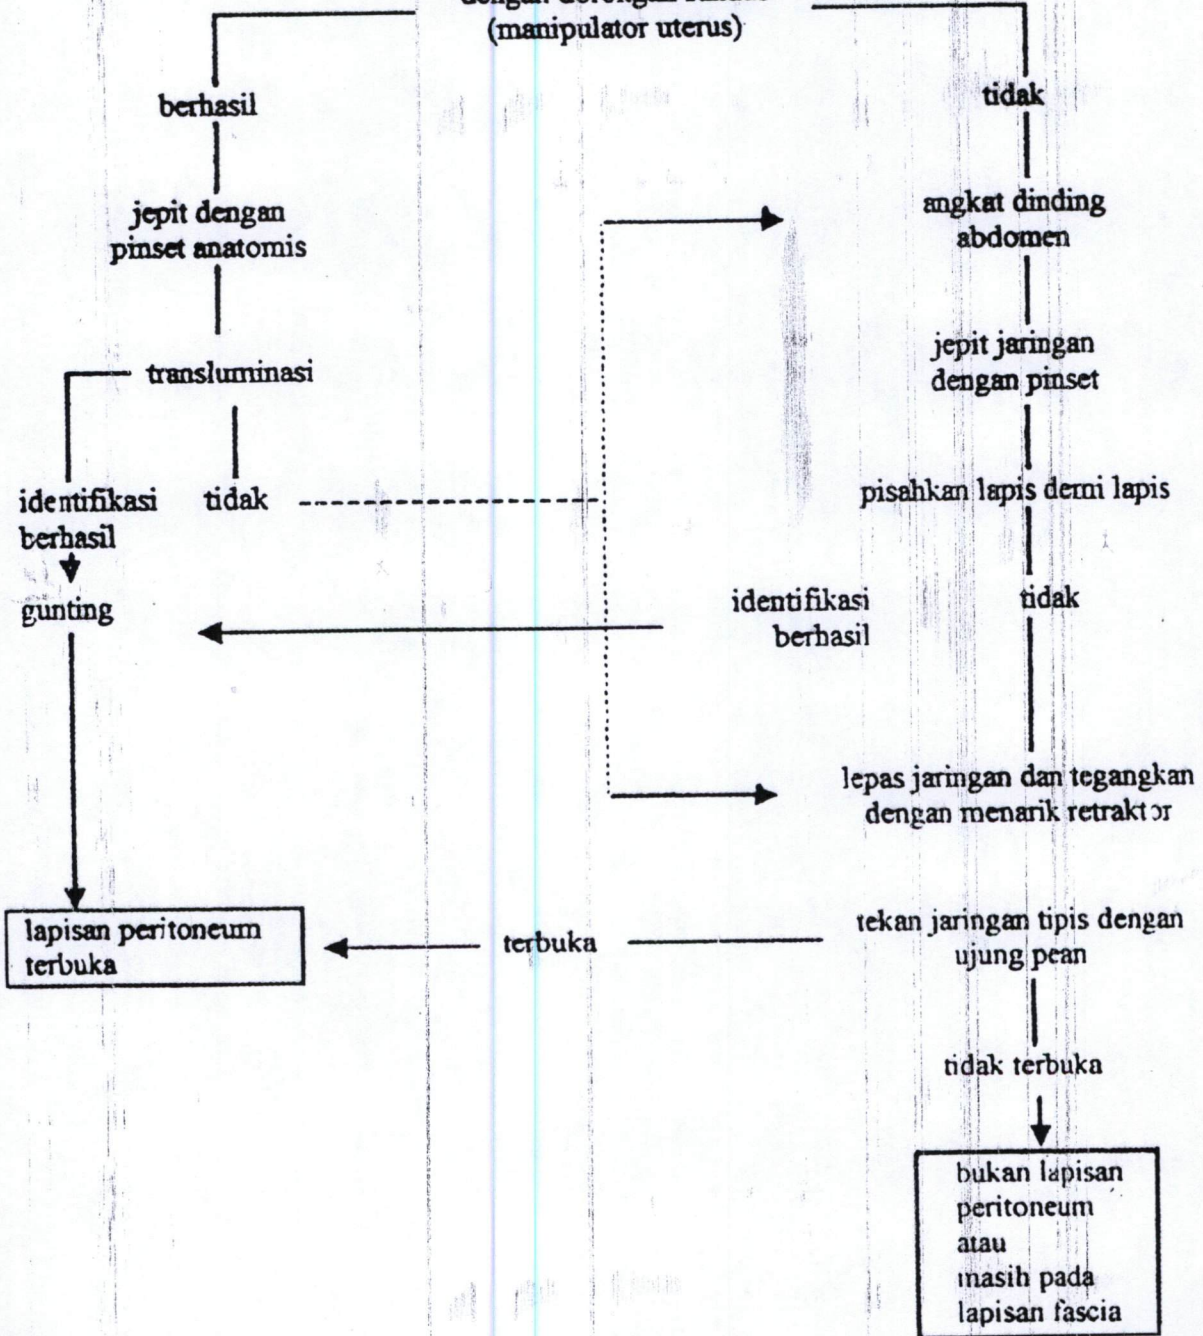 (manipulator uterus)
berhasil
tidak
jepit dengan
pinset anatomis
angkat dinding
abdomen
transluminasi
jepit jaringan
dengan pinset
identifikasi
berhasil
tidak
pisahkan lapis demi lapis
gunting
identifikasi
berhasil
tidak
lepas jaringan dan tegangkan
dengan menarik retraktor
lapisan peritoneum
terbuka
terbuka
tekan jaringan tipis dengan
ujung pean
tidak terbuka
bukan lapisan
peritoneum
atau
masih pada
lapisan fascia